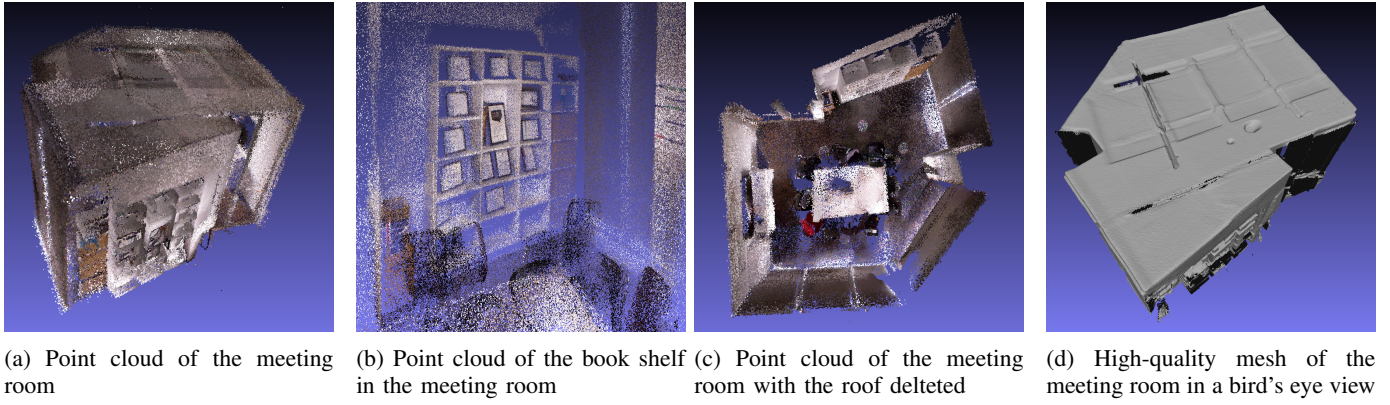 (a) Point cloud of the meeting
room
(b) Point cloud of the book shelf
in the meeting room
(c) Point cloud of the meeting
room with the roof delteted
(d) High-quality mesh of the
meeting room in a bird's eye view